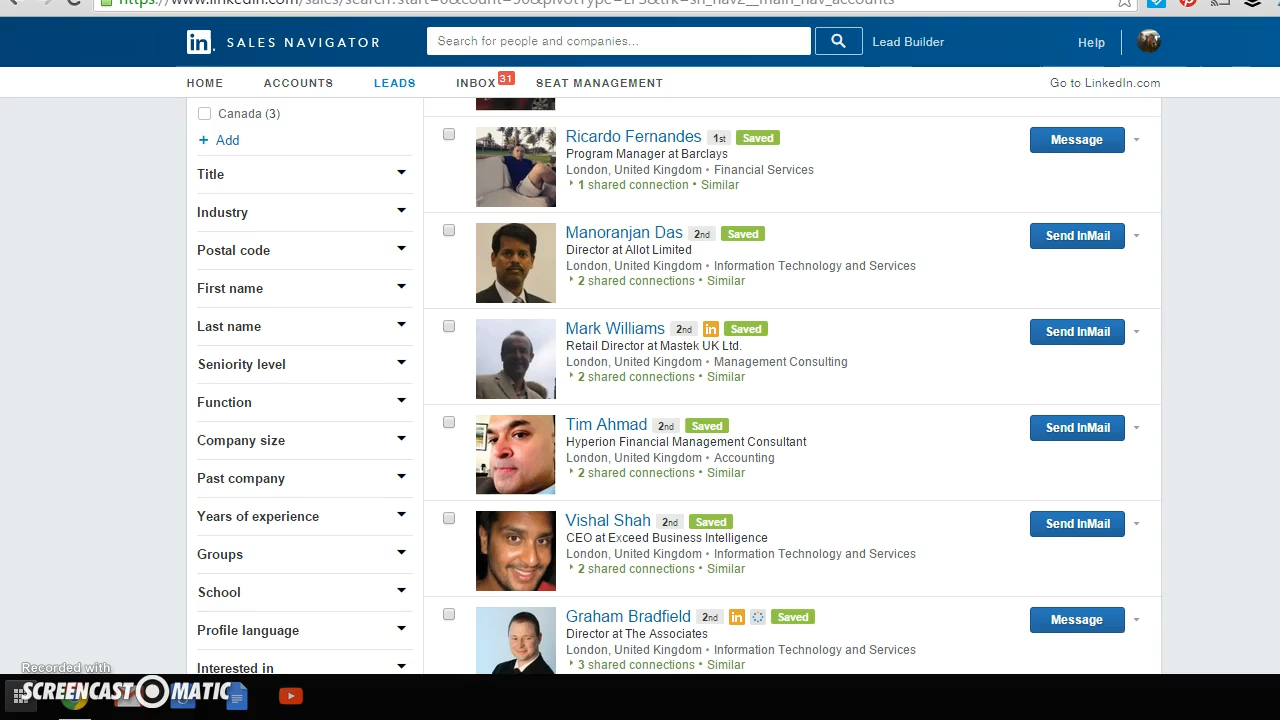 https://www.linkedin.com/sales/search?
in SALES NAVIGATOR
Search for people and companies...
Lead Builder
Help
HOME
ACCOUNTS
LEADS
INBOX 31
SEAT MANAGEMENT
Go to LinkedIn.com
Canada (3)
+ Add
Title
Industry
Postal code
First name
Last name
Seniority level
Function
Company size
Past company
Years of experience
Groups
School
Profile language
Interested in
Ricardo Fernandes 1st Saved
Program Manager at Barclays
London, United Kingdom • Financial Services
1 shared connection • Similar
Message
Manoranjan Das 2nd Saved
Director at Allot Limited
London, United Kingdom • Information Technology and Services
2 shared connections • Similar
Send InMail
Mark Williams 2nd in Saved
Retail Director at Mastek UK Ltd.
London, United Kingdom • Management Consulting
2 shared connections • Similar
Send InMail
Tim Ahmad 2nd Saved
Hyperion Financial Management Consultant
London, United Kingdom • Accounting
2 shared connections • Similar
Send InMail
Vishal Shah 2nd Saved
CEO at Exceed Business Intelligence
London, United Kingdom • Information Technology and Services
2 shared connections • Similar
Send InMail
Graham Bradfield 2nd in Saved
Director at The Associates
London, United Kingdom • Information Technology and Services
3 shared connections • Similar
Message
Recorded with
SCREENCAST-O-MATIC